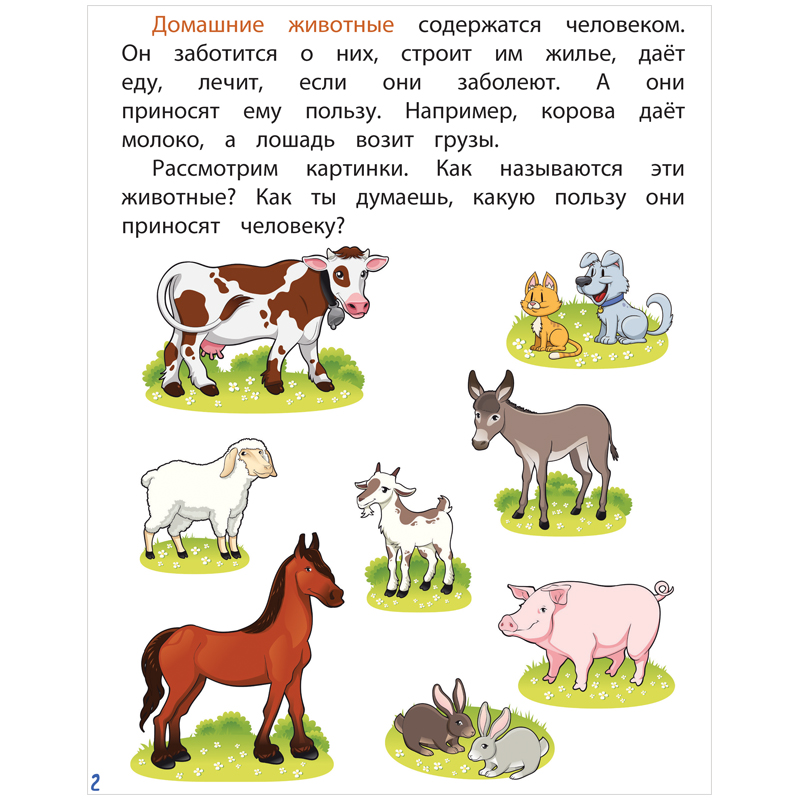 Домашние животные содержатся человеком.
Он заботится о них, строит им жилье, даёт
еду, лечит, если они заболеют. А они
приносят ему пользу. Например, корова даёт
молоко, а лошадь возит грузы.
Рассмотрим картинки. Как называются эти
животные? Как ты думаешь, какую пользу они
приносят человеку?
2